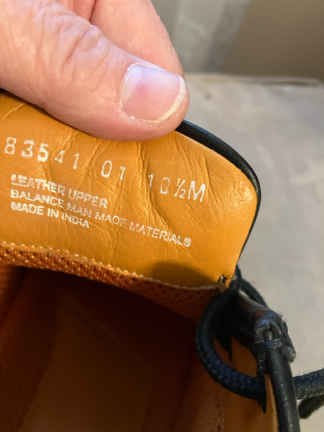 83541 01 10½M
LEATHER UPPER
BALANCE MAN MADE MATERIALS
MADE IN INDIA